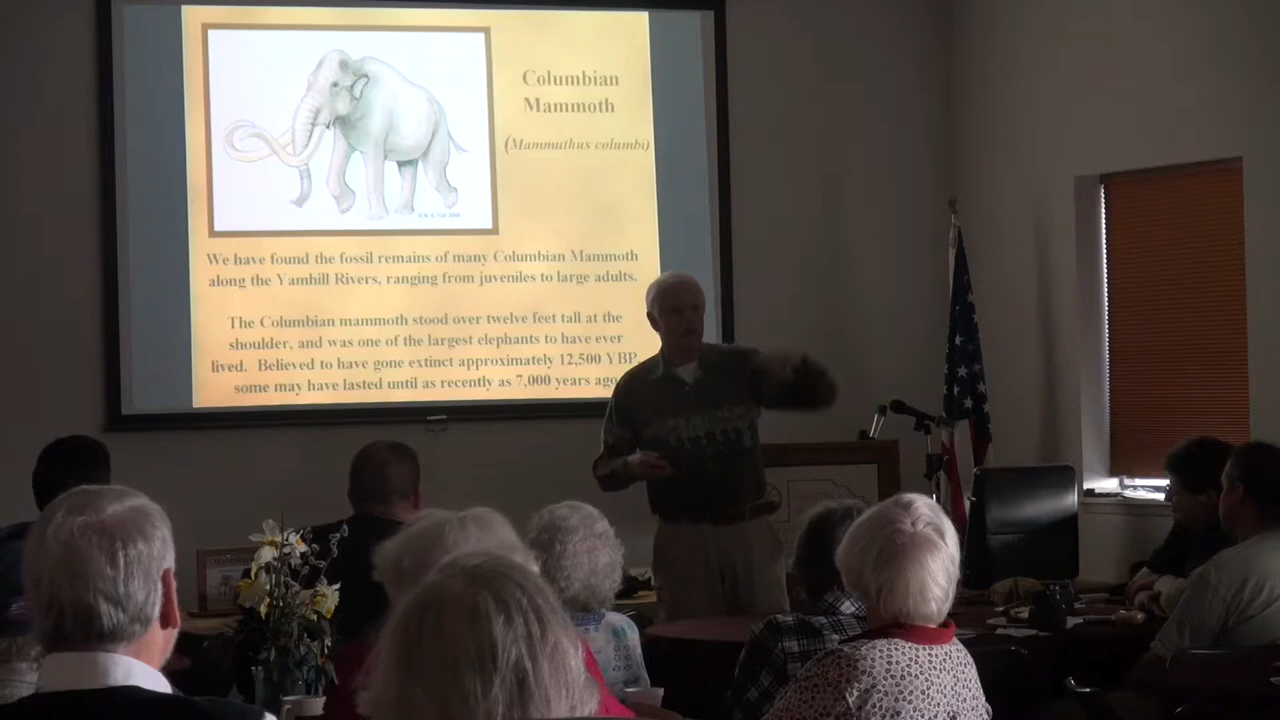 Columbian
Mammoth
(Mammuthus columbi)
We have found the fossil remains of many Columbian Mammoth
along the Yamhill Rivers, ranging from juveniles to large adults.
The Columbian mammoth stood over twelve feet tall at the
shoulder, and was one of the largest elephants to have ever
lived. Believed to have gone extinct approximately 12,500 YBP,
some may have lasted until as recently as 7,000 years ago